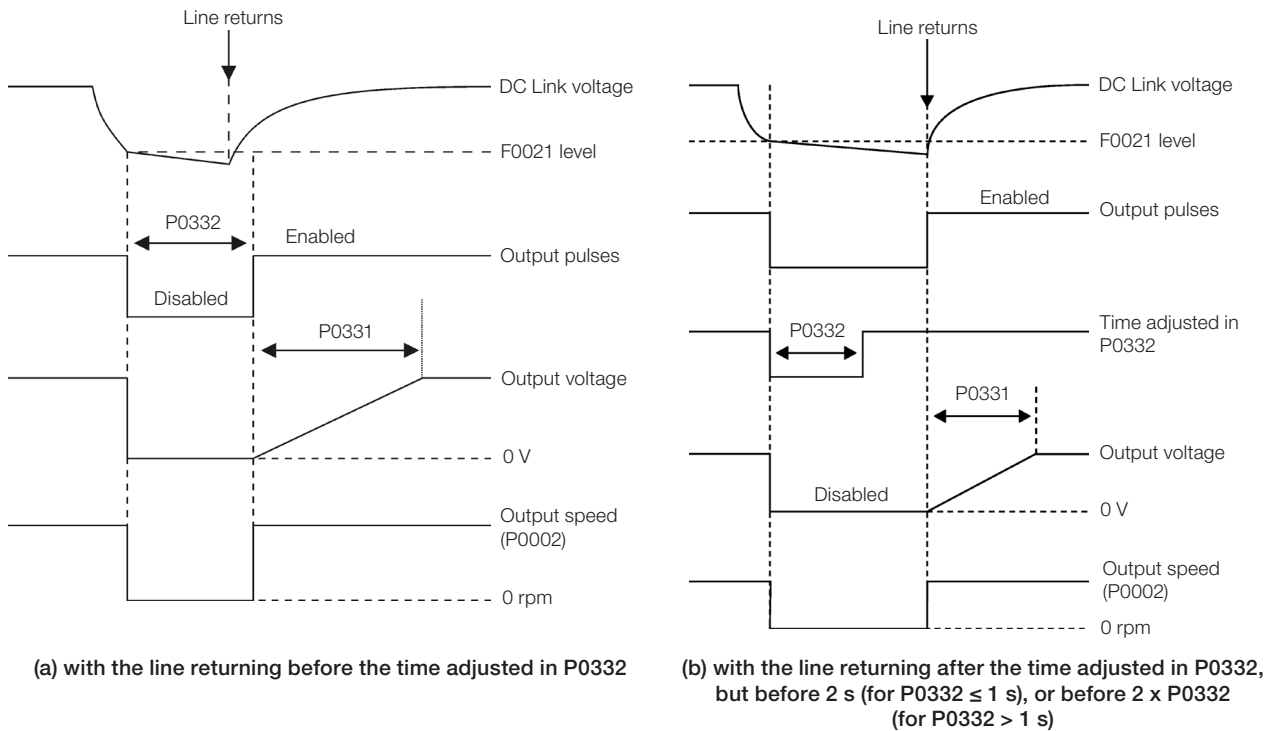 Line returns
DC Link voltage
F0021 level
P0332
Enabled
Output pulses
Disabled
P0331
Output voltage
0 V
Output speed
(P0002)
0 rpm
(a) with the line returning before the time adjusted in P0332
Line returns
DC Link voltage
F0021 level
Enabled
Output pulses
P0332
Time adjusted in
P0332
P0331
Output voltage
Disabled
0 V
Output speed
(P0002)
0 rpm
(b) with the line returning after the time adjusted in P0332,
but before 2 s (for P0332 ≤ 1 s), or before 2 x P0332
(for P0332 > 1 s)